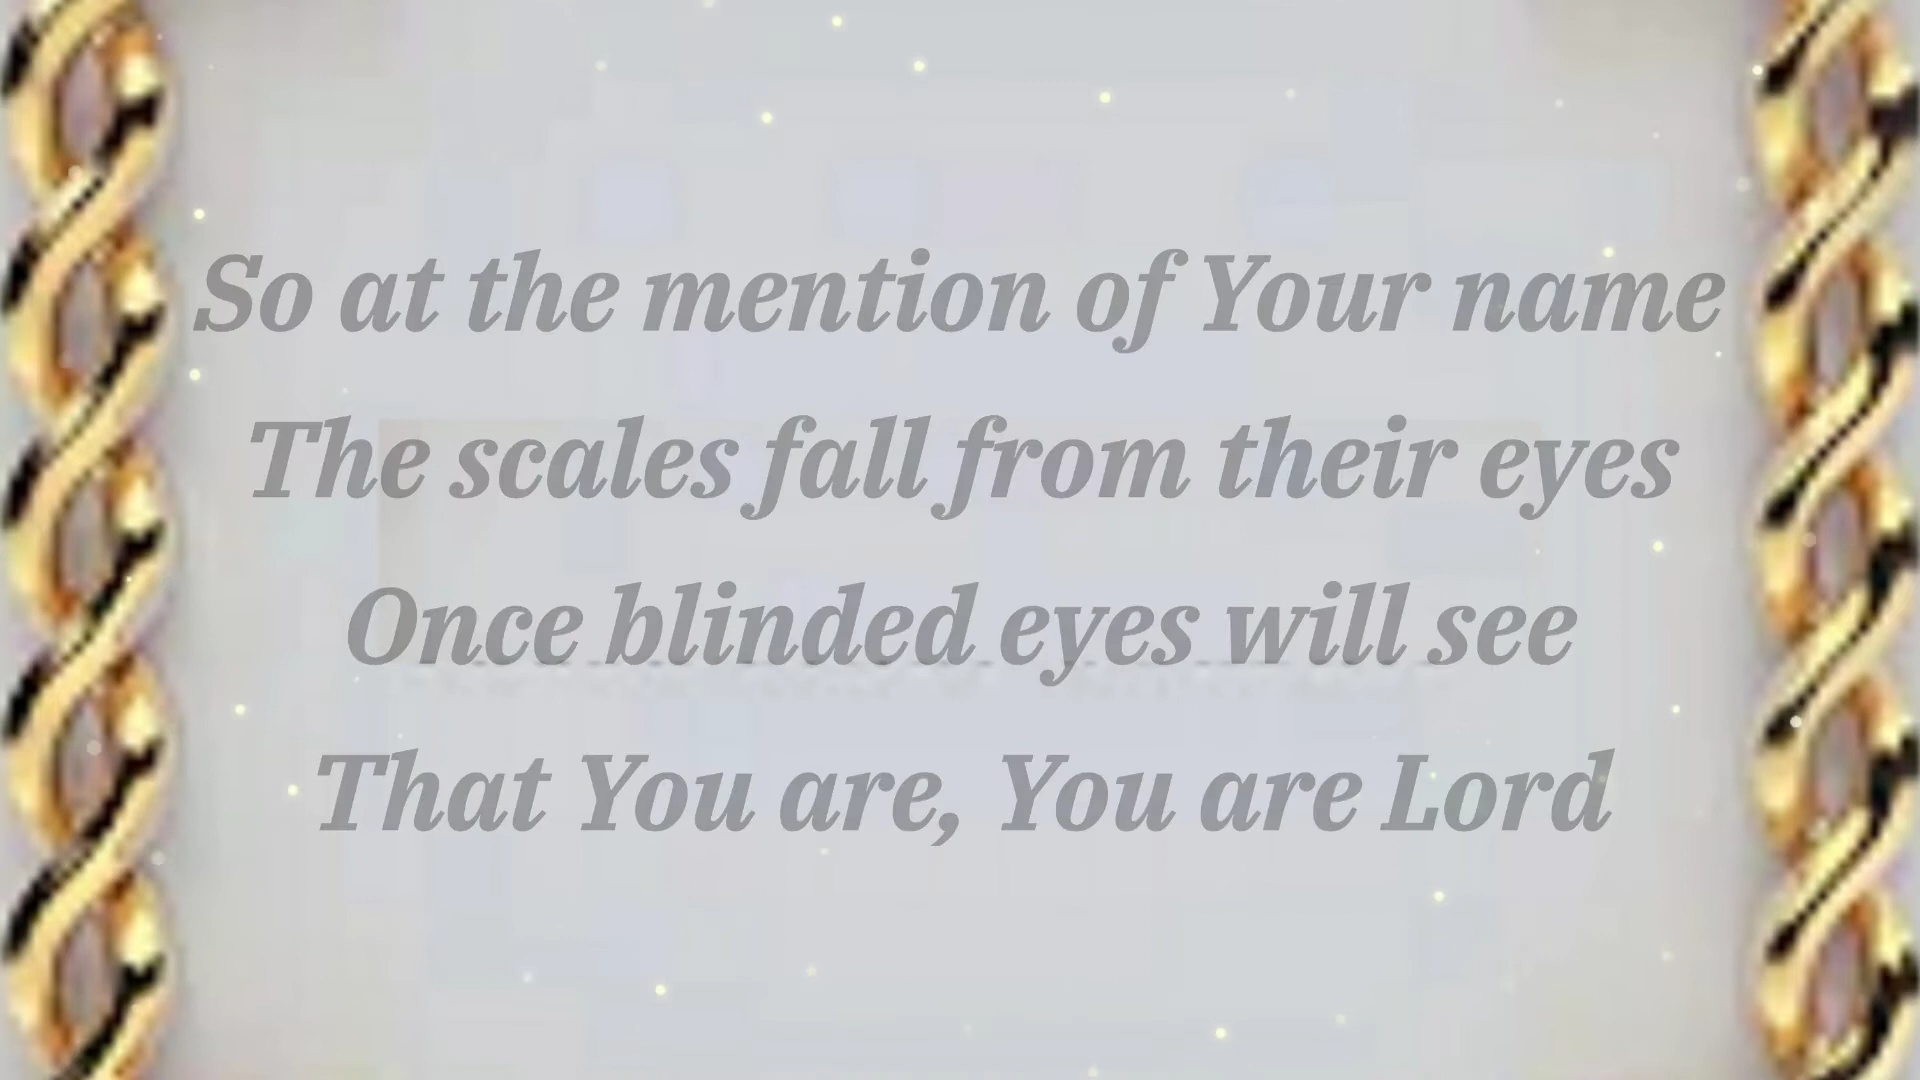 So at the mention of Your name
The scales fall from their eyes
Once blinded eyes will see
That You are, You are Lord